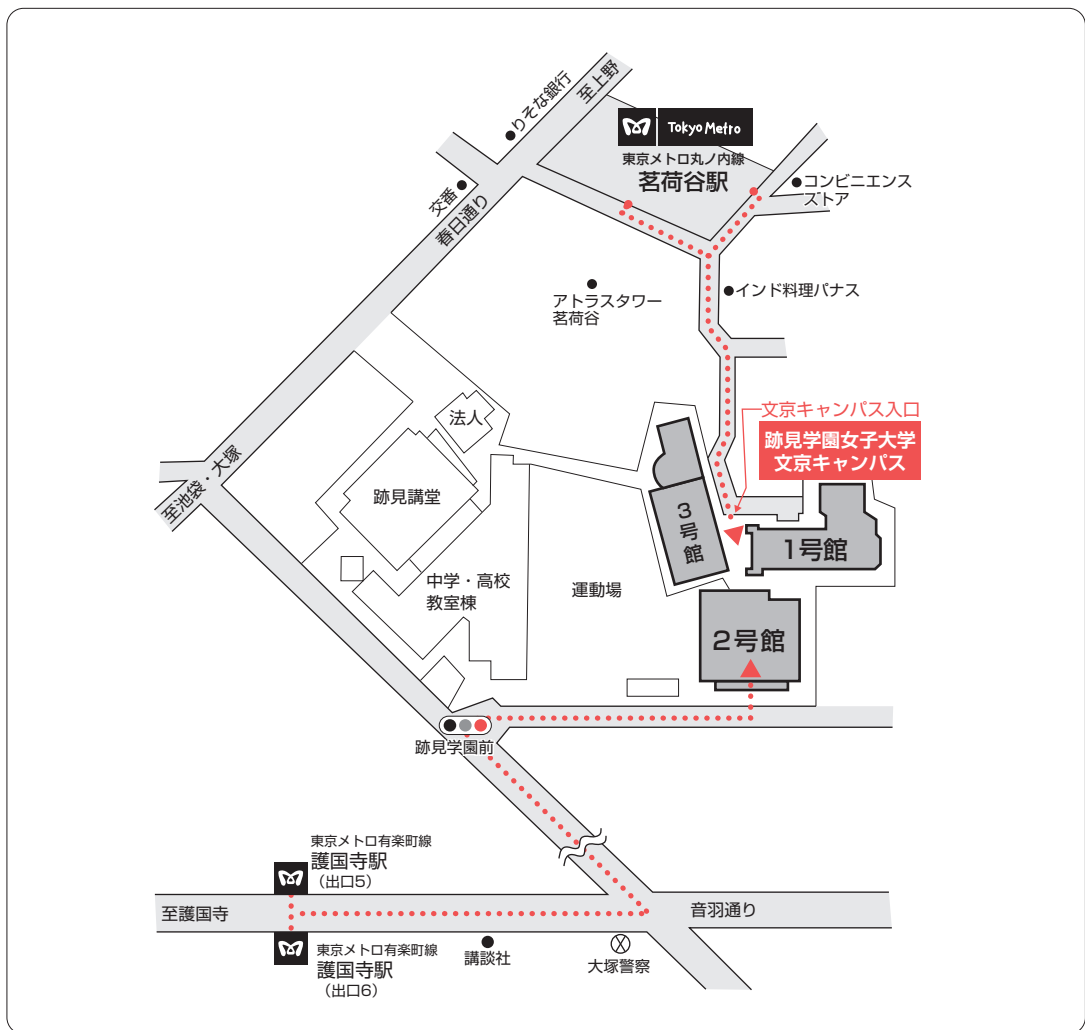 至上野
りそな銀行
Tokyo Metro
東京メトロ丸ノ内線
茗荷谷駅
コンビニエンス
ストア
交番
春日通り
アトラスタワー
茗荷谷
インド料理パナス
文京キャンパス入口
跡見学園女子大学
文京キャンパス
法人
至池袋・大塚
跡見講堂
3号館
1号館
中学・高校
教室棟
運動場
2号館
跡見学園前
東京メトロ有楽町線
護国寺駅
（出口5）
至護国寺
音羽通り
東京メトロ有楽町線
護国寺駅
（出口6）
講談社
大塚警察